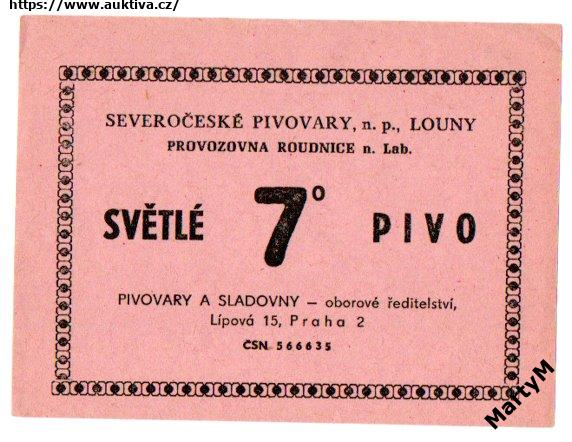 https://www.auktiva.cz/
SEVEROČESKÉ PIVOVARY, n. p., LOUNY
PROVOZOVNA ROUDNICE n. Lab.
SVĚTLÉ 7° PIVO
PIVOVARY A SLADOVNY – oborové ředitelství,
Lípová 15, Praha 2
ČSN 566635
MartyM